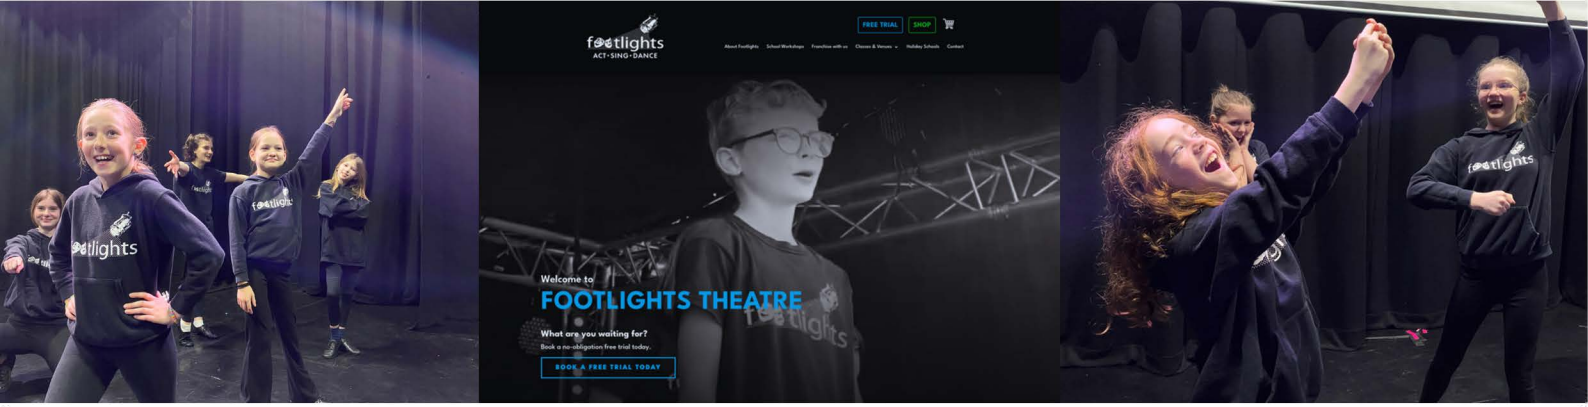 footlights
footlights
footlights
ACT•SING•DANCE
FREE TRIAL
SHOP
About Footlights School Workshops Franchise with us Classes & Venues Holiday Schools Contact
Welcome to
FOOTLIGHTS THEATRE
footlights
What are you waiting for?
Book a no-obligation free trial today.
BOOK A FREE TRIAL TODAY
footlights